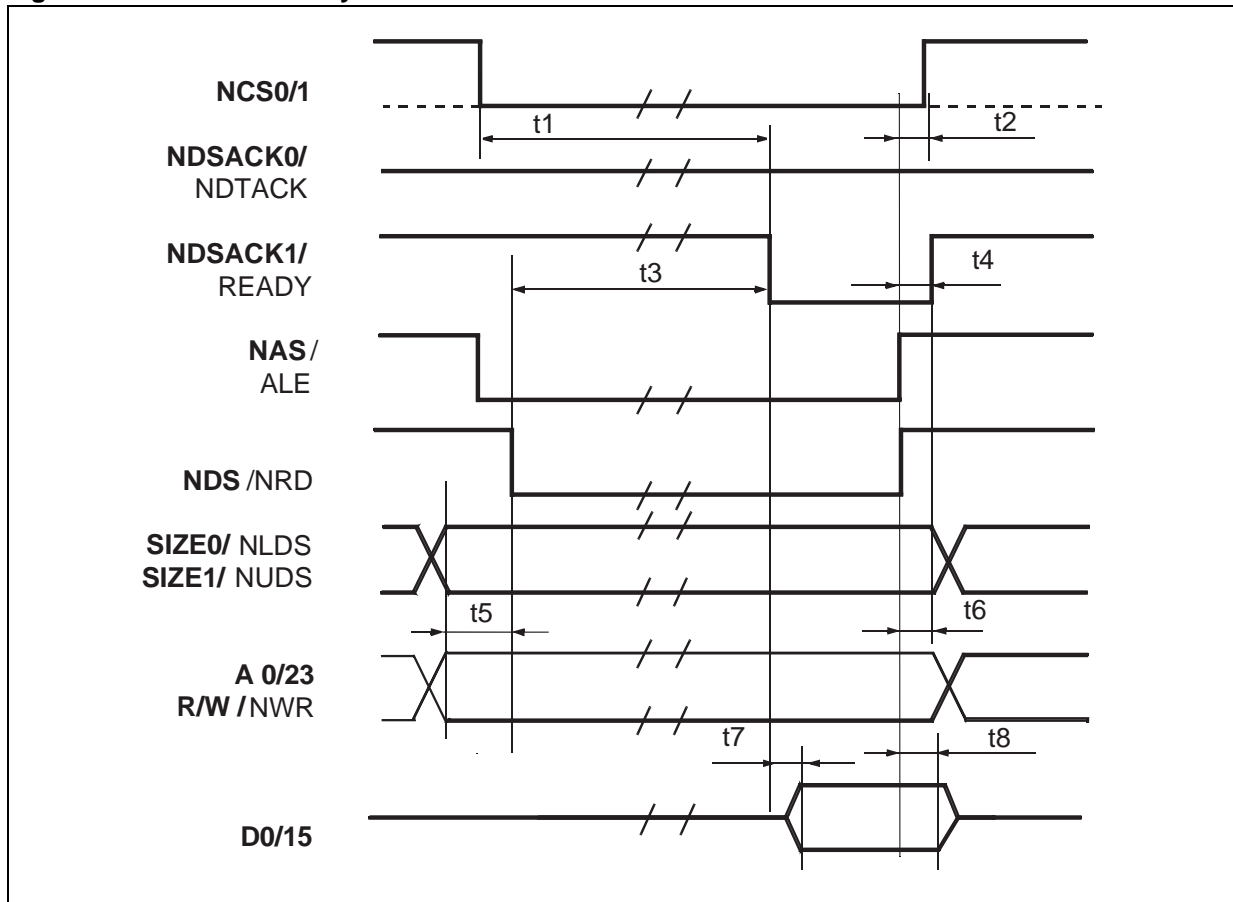 NCS0/1
t1
t2
NDSACK0/
NDTACK
NDSACK1/
READY
t3
t4
NAS/
ALE
NDS /NRD
SIZE0/ NLDS
SIZE1/ NUDS
t5
t6
A 0/23
R/W /NWR
t7
t8
D0/15